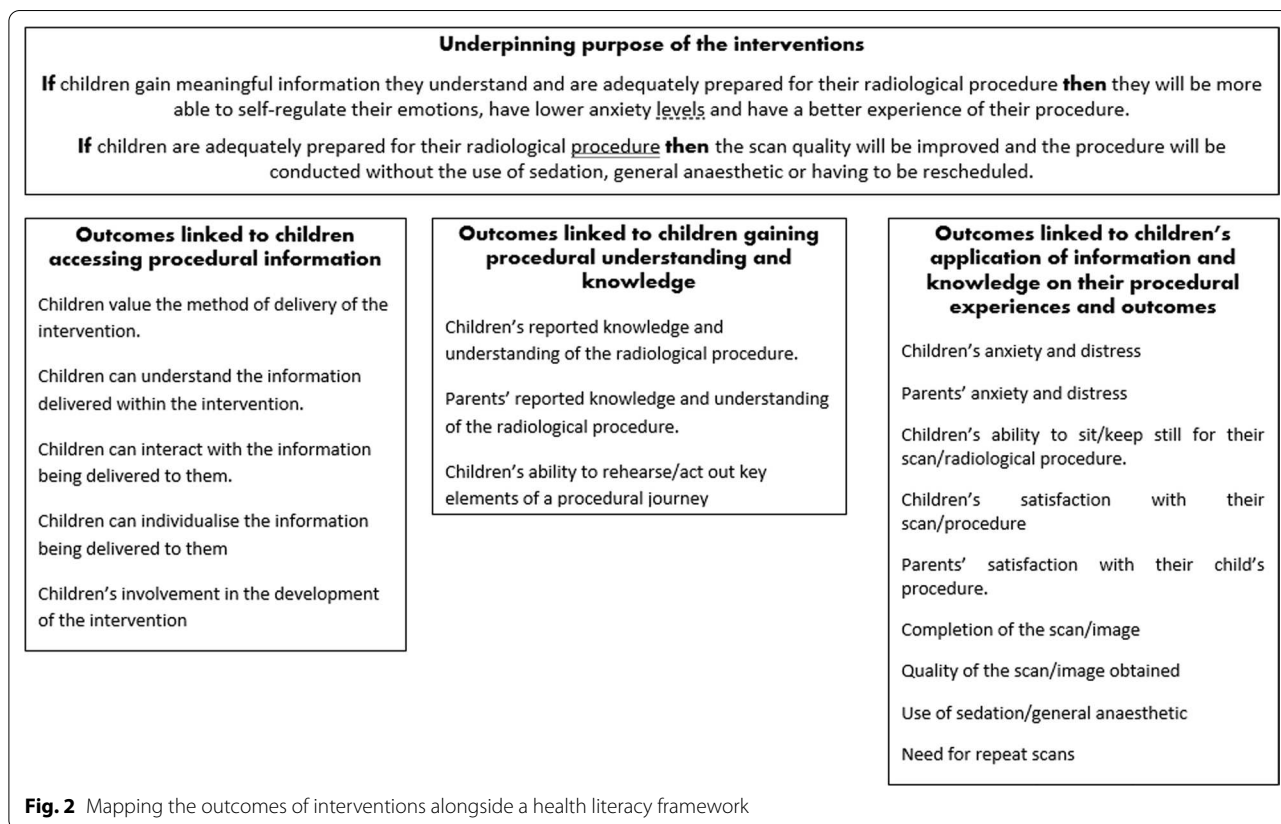 Underpinning purpose of the interventions
If children gain meaningful information they understand and are adequately prepared for their radiological procedure then they will be more
able to self-regulate their emotions, have lower anxiety levels and have a better experience of their procedure.
If children are adequately prepared for their radiological procedure then the scan quality will be improved and the procedure will be
conducted without the use of sedation, general anaesthetic or having to be rescheduled.
Outcomes linked to children
accessing procedural information
Children value the method of delivery of the
intervention.
Children can understand the information
delivered within the intervention.
Children can interact with the information
being delivered to them.
Children can individualise the information
being delivered to them
Children's involvement in the development
of the intervention
Outcomes linked to children gaining
procedural understanding and
knowledge
Children's reported knowledge and
understanding of the radiological procedure.
Parents' reported knowledge and understanding
of the radiological procedure.
Children's ability to rehearse/act out key
elements of a procedural journey
Outcomes linked to children's
application of information and
knowledge on their procedural
experiences and outcomes
Children's anxiety and distress
Parents' anxiety and distress
Children's ability to sit/keep still for their
scan/radiological procedure.
Children's satisfaction with their
scan/procedure
Parents' satisfaction with their child's
procedure.
Completion of the scan/image
Quality of the scan/image obtained
Use of sedation/general anaesthetic
Need for repeat scans
Fig. 2 Mapping the outcomes of interventions alongside a health literacy framework